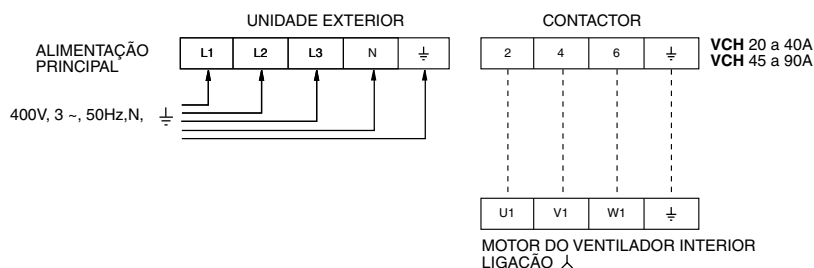 UNIDADE EXTERIOR
CONTACTOR
ALIMENTAÇÃO
PRINCIPAL
L1 L2 L3 N ⏚
2 4 6 ⏚
VCH 20 a 40A
VCH 45 a 90A
400V, 3 ~, 50Hz,N, ⏚
U1 V1 W1 ⏚
MOTOR DO VENTILADOR INTERIOR
LIGAÇÃO ⅄